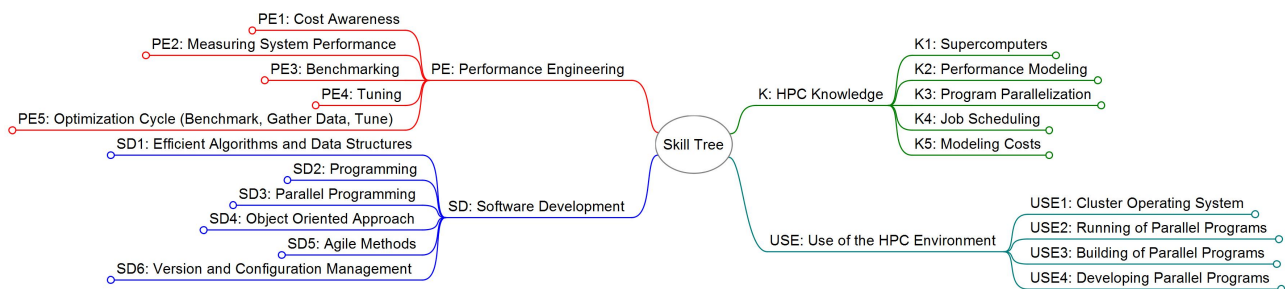 PE1: Cost Awareness
PE2: Measuring System Performance
PE3: Benchmarking
PE4: Tuning
PE5: Optimization Cycle (Benchmark, Gather Data, Tune)
PE: Performance Engineering
SD1: Efficient Algorithms and Data Structures
SD2: Programming
SD3: Parallel Programming
SD4: Object Oriented Approach
SD5: Agile Methods
SD6: Version and Configuration Management
SD: Software Development
Skill Tree
K: HPC Knowledge
K1: Supercomputers
K2: Performance Modeling
K3: Program Parallelization
K4: Job Scheduling
K5: Modeling Costs
USE: Use of the HPC Environment
USE1: Cluster Operating System
USE2: Running of Parallel Programs
USE3: Building of Parallel Programs
USE4: Developing Parallel Programs